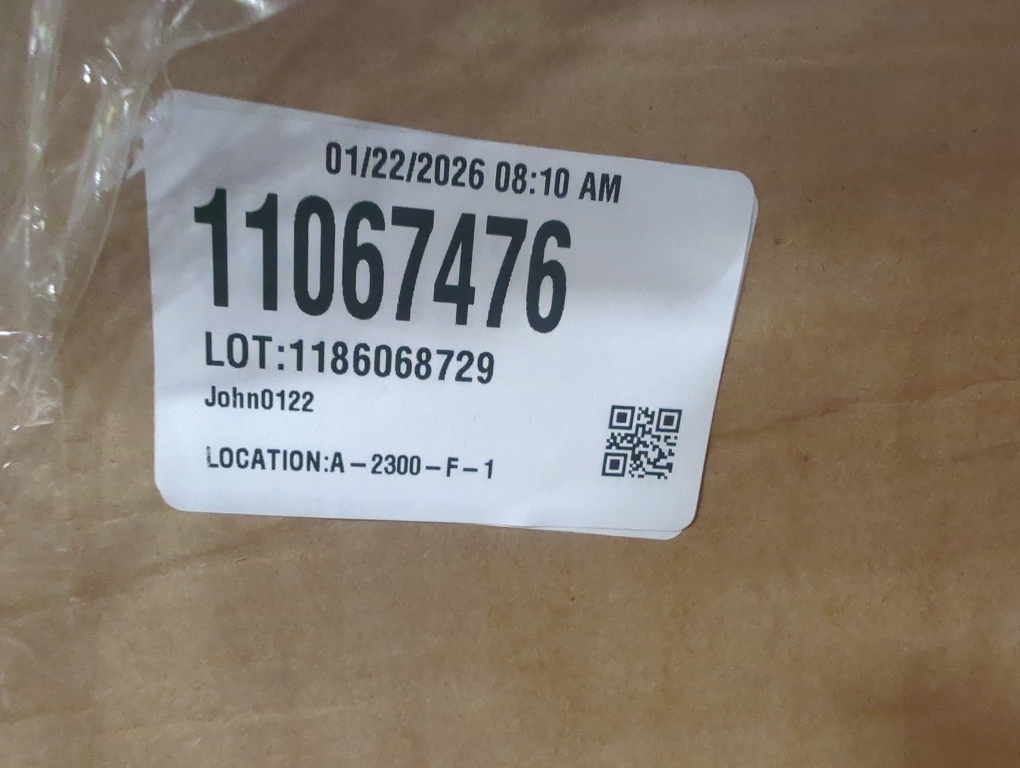 01/22/2026 08:10 AM
11067476
LOT:1186068729
John0122
LOCATION:A-2300-F-1